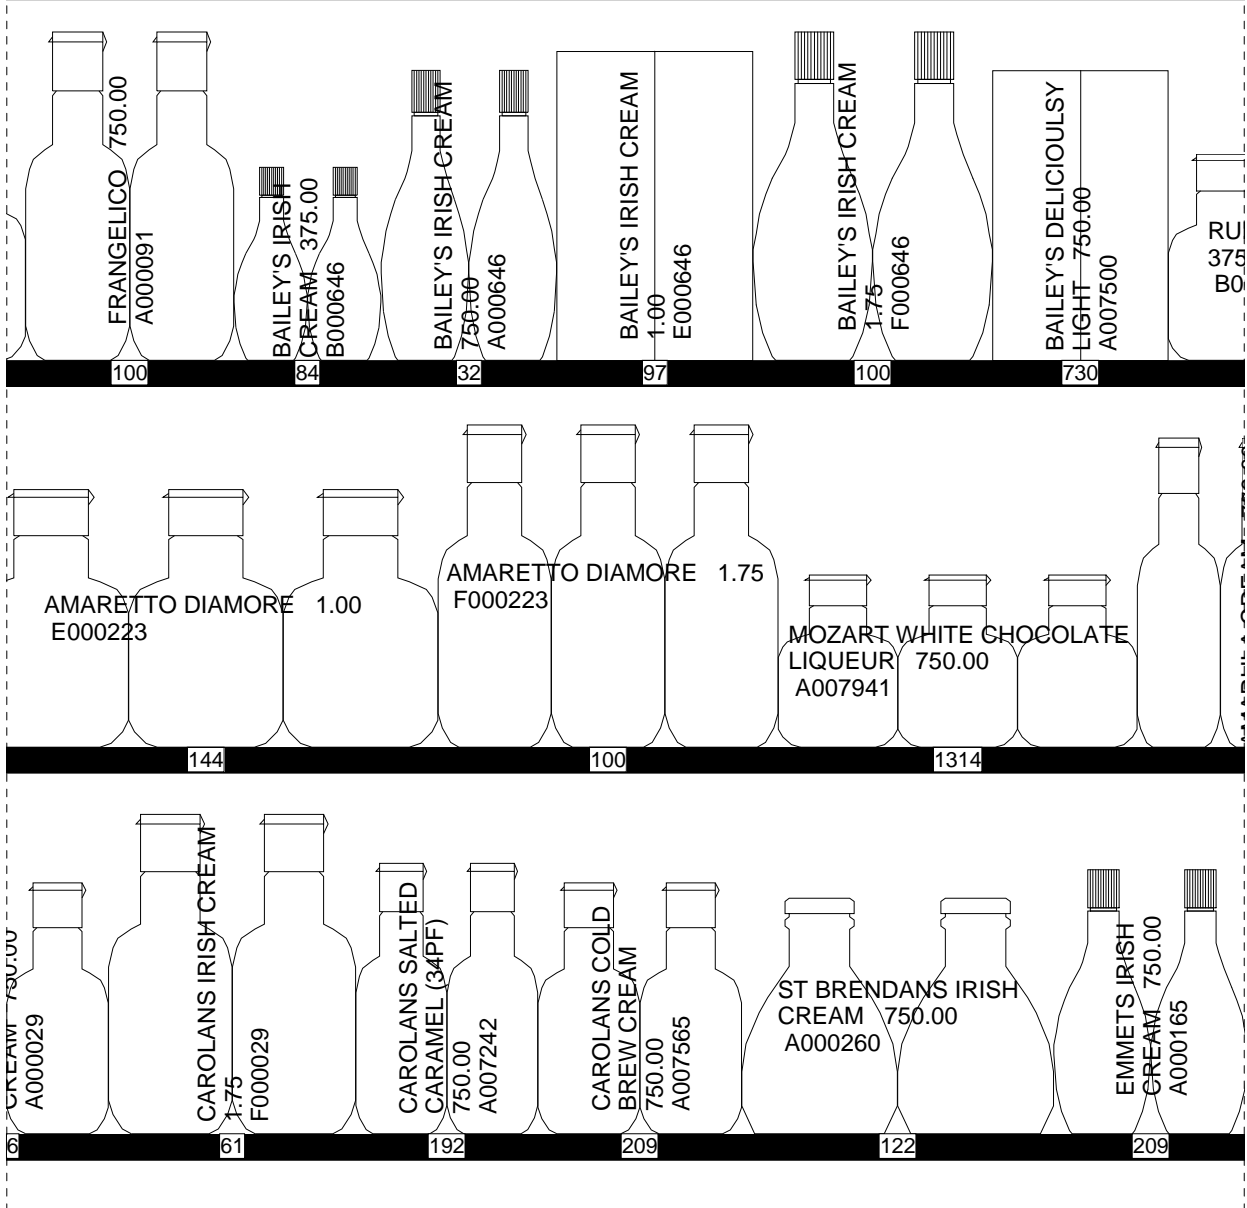 FRANGELICO 750.00
A000091
BAILEY'S IRISH
CREAM 375.00
B000646
BAILEY'S IRISH CREAM
750.00
A000646
BAILEY'S IRISH CREAM
1.00
E000646
BAILEY'S IRISH CREAM
1.75
F000646
BAILEY'S DELICIOULSY
LIGHT 750.00
A007500
375
100
84
32
97
100
730
AMARETTO DIAMORE 1.00
E000223
AMARETTO DIAMORE 1.75
F000223
MOZART WHITE CHOCOLATE
LIQUEUR 750.00
A007941
144
100
1314
CREAM 750.00
A000029
CAROLANS IRISH CREAM
1.75
F000029
CAROLANS SALTED
CARAMEL (34PF)
750.00
A007242
CAROLANS COLD
BREW CREAM
750.00
A007565
ST BRENDANS IRISH
CREAM 750.00
A000260
EMMETS IRISH
CREAM 750.00
A000165
6
61
192
209
122
209